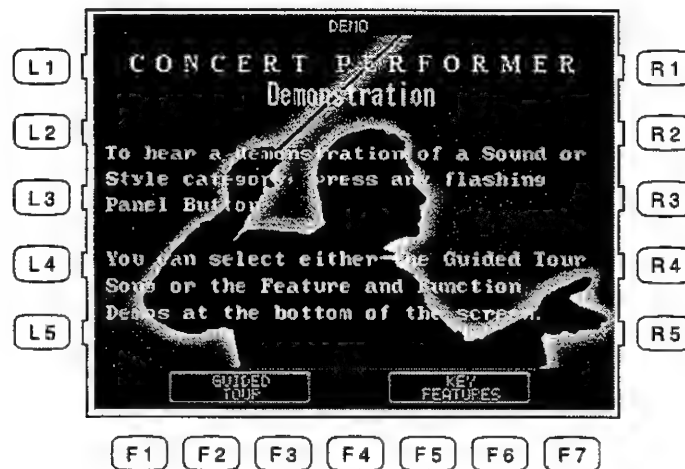 DEMO
CONCERT PERFORMER
Demonstration
To hear a demonstration of a Sound or
Style category, press any flashing
Panel Button
You can select either the Guided Tour
Song or the Feature and Function
Demos at the bottom of the screen.
GUIDED TOUR
KEY FEATURES
L1
L2
L3
L4
L5
R1
R2
R3
R4
R5
F1 F2 F3 F4 F5 F6 F7